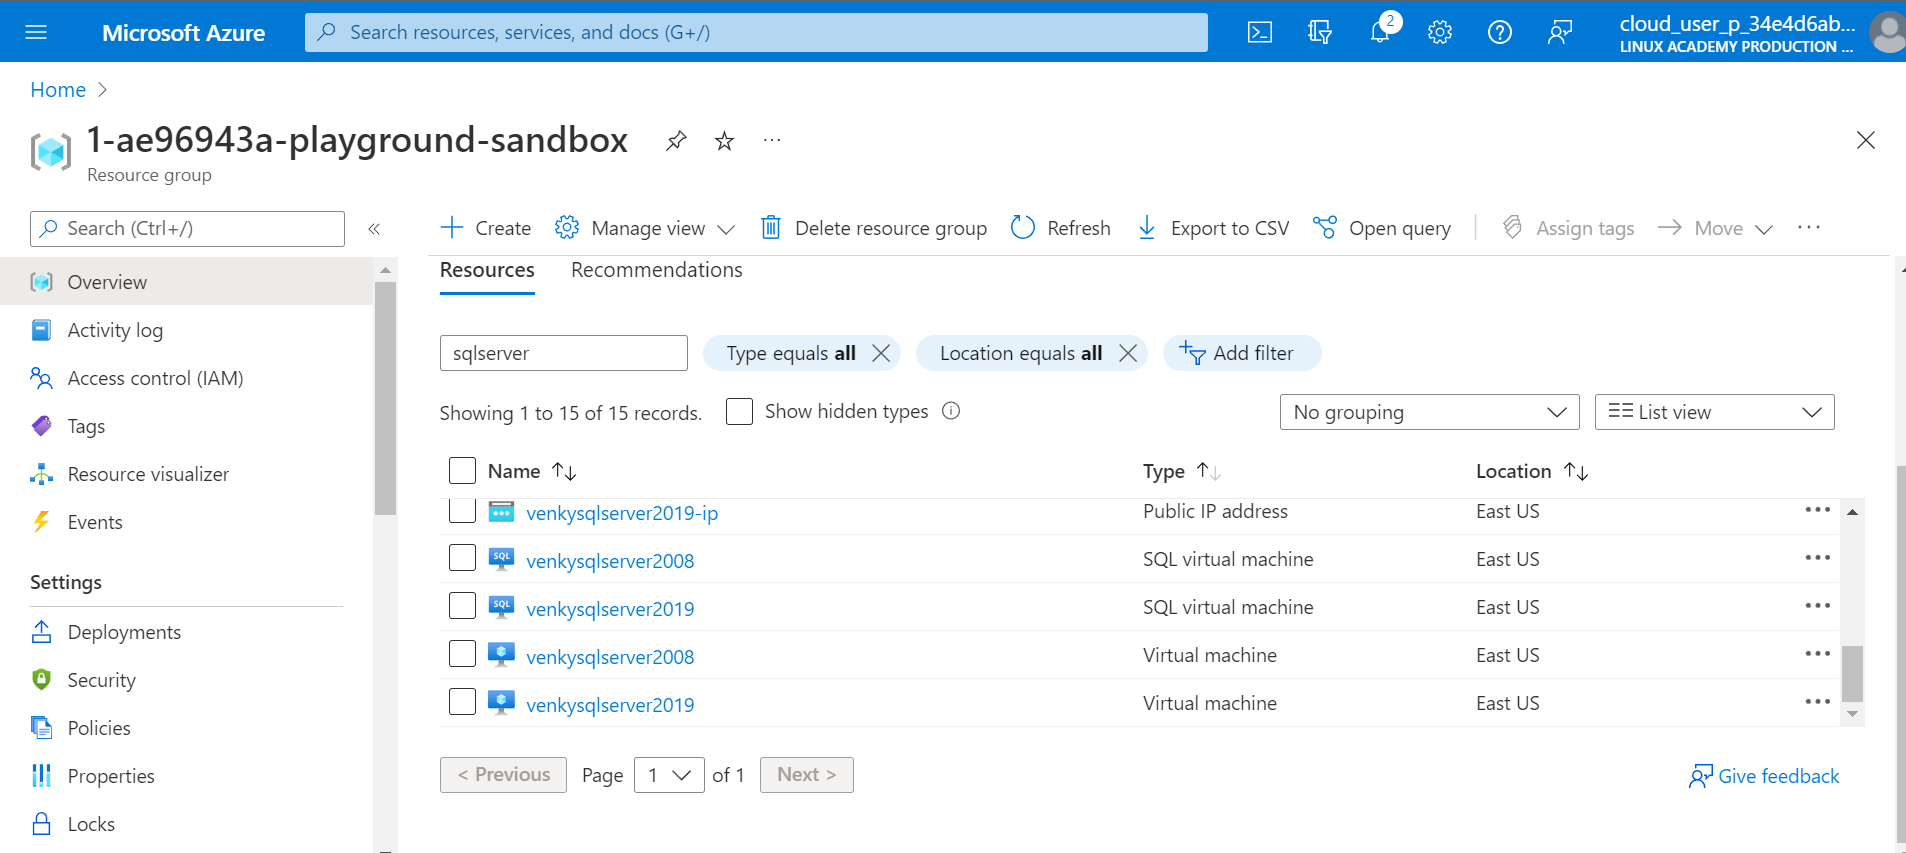 Microsoft Azure
Search resources, services, and docs (G+/)
2
cloud_user_p_34e4d6ab...
LINUX ACADEMY PRODUCTION ...
Home >
1-ae96943a-playground-sandbox
Resource group
Search (Ctrl+/)
«
Create Manage view Delete resource group Refresh Export to CSV Open query Assign tags Move
Overview
Activity log
Access control (IAM)
Tags
Resource visualizer
Events
Settings
Deployments
Security
Policies
Properties
Locks
Resources Recommendations
sqlserver Type equals all Location equals all Add filter
Showing 1 to 15 of 15 records. Show hidden types No grouping List view
Name Type Location
venkysqlserver2019-ip Public IP address East US
SQL venkysqlserver2008 SQL virtual machine East US
SQL venkysqlserver2019 SQL virtual machine East US
venkysqlserver2008 Virtual machine East US
venkysqlserver2019 Virtual machine East US
< Previous Page 1 of 1 Next >
Give feedback